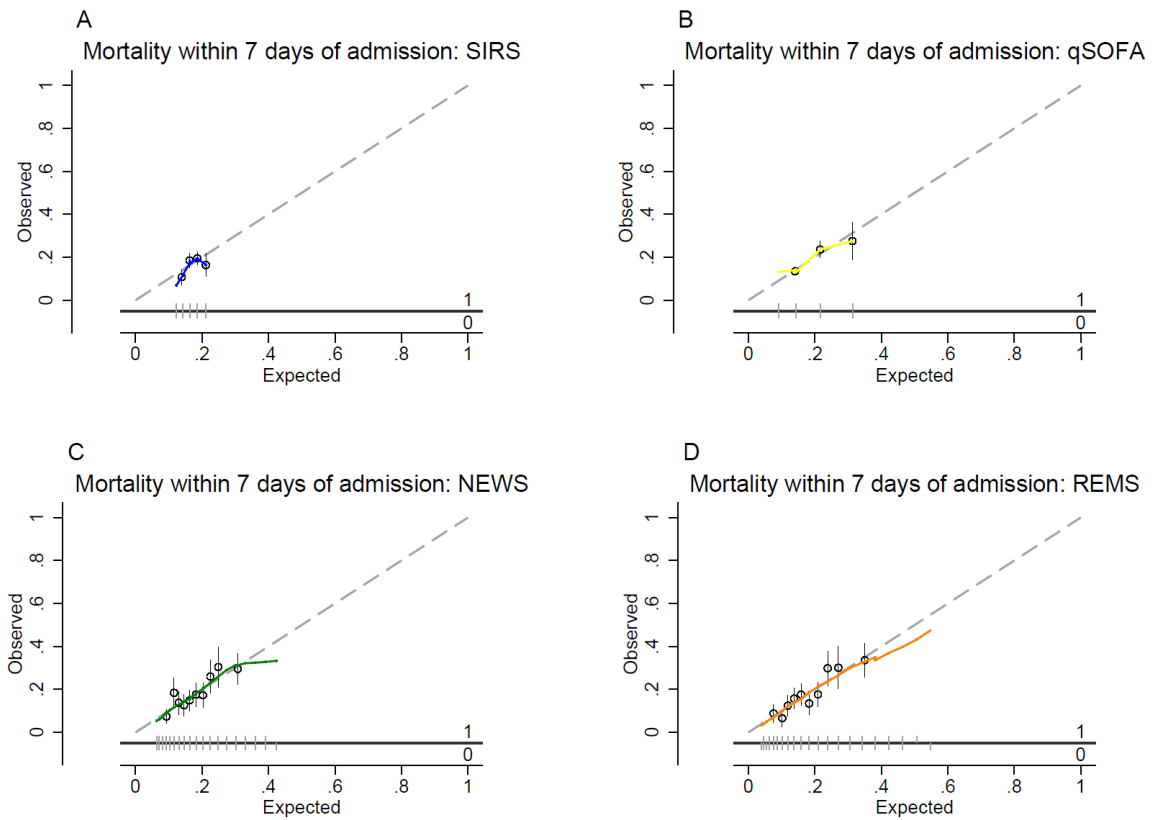 A
Mortality within 7 days of admission: SIRS
Observed
1
.8
.6
.4
.2
0
1
0
0 .2 .4 .6 .8 1
Expected
B
Mortality within 7 days of admission: qSOFA
Observed
1
.8
.6
.4
.2
0
1
0
0 .2 .4 .6 .8 1
Expected
C
Mortality within 7 days of admission: NEWS
Observed
1
.8
.6
.4
.2
0
1
0
0 .2 .4 .6 .8 1
Expected
D
Mortality within 7 days of admission: REMS
Observed
1
.8
.6
.4
.2
0
1
0
0 .2 .4 .6 .8 1
Expected